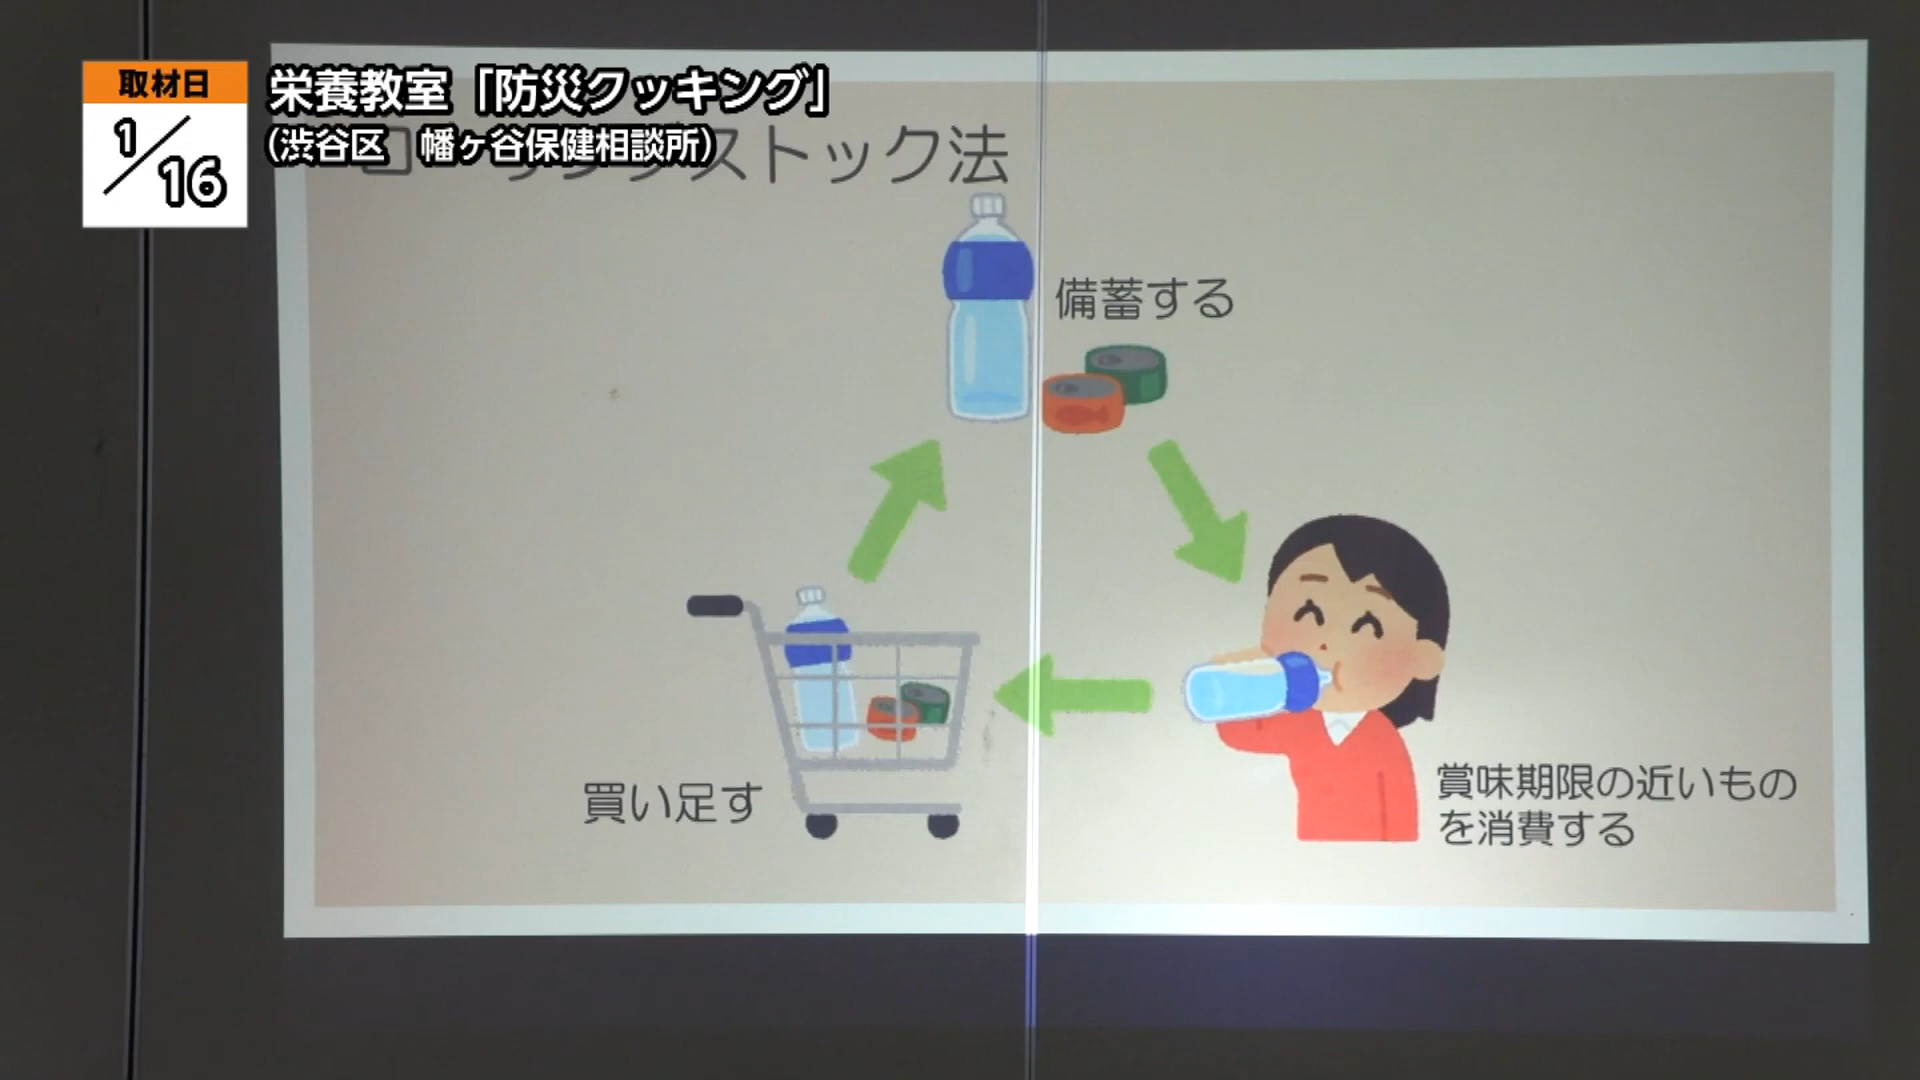 取材日
1/16
栄養教室「防災クッキング」
(渋谷区 幡ヶ谷保健相談所)
ストック法
備蓄する
買い足す
賞味期限の近いもの
を消費する